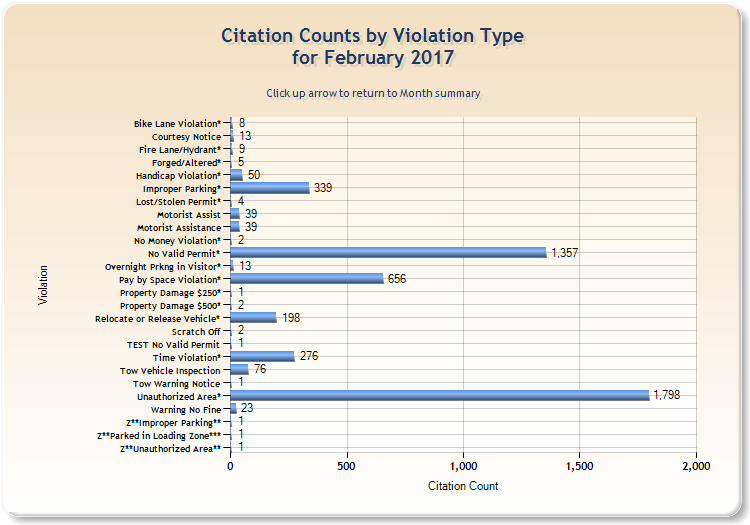 Citation Counts by Violation Type
for February 2017
Click up arrow to return to Month summary
Violation
Bike Lane Violation* 8
Courtesy Notice 13
Fire Lane/Hydrant* 9
Forged/Altered* 5
Handicap Violation* 50
Improper Parking* 339
Lost/Stolen Permit* 4
Motorist Assist 39
Motorist Assistance 39
No Money Violation* 2
No Valid Permit* 1,357
Overnight Prkng in Visitor* 13
Pay by Space Violation* 656
Property Damage $250* 1
Property Damage $500* 2
Relocate or Release Vehicle* 198
Scratch Off 2
TEST No Valid Permit 1
Time Violation* 276
Tow Vehicle Inspection 76
Tow Warning Notice 1
Unauthorized Area* 1,798
Warning No Fine 23
Z**Improper Parking** 1
Z**Parked in Loading Zone*** 1
Z**Unauthorized Area** 1
0 500 1,000 1,500 2,000
Citation Count